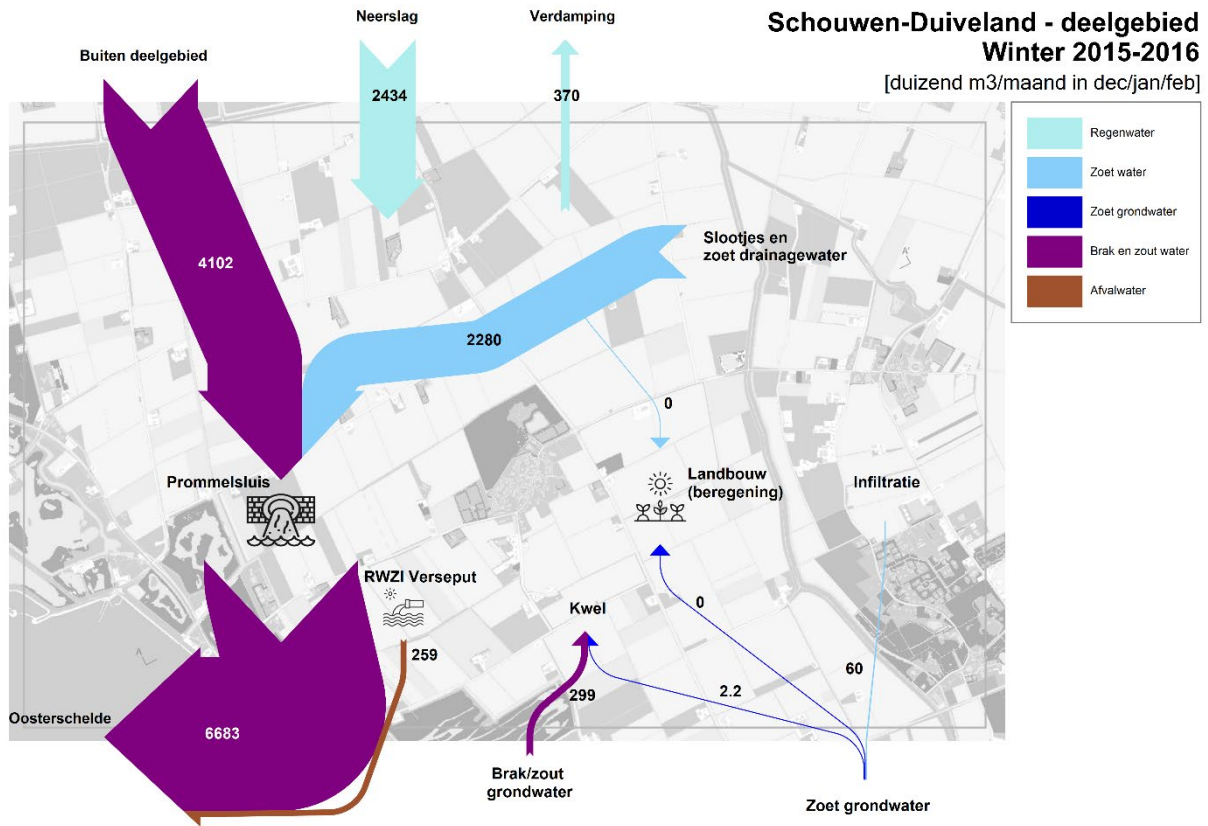 Schouwen-Duiveland - deelgebied
Winter 2015-2016
[duizend m3/maand in dec/jan/feb]
Neerslag
Verdamping
Buiten deelgebied
2434
370
Regenwater
Zoet water
Zoet grondwater
Brak en zout water
Afvalwater
Slootjes en
zoet drainagewater
4102
2280
0
Prommelsluis
Landbouw
(beregening)
Infiltratie
RWZI Verseput
Kwel
0
259
60
299
2.2
Oosterschelde
6683
Brak/zout
grondwater
Zoet grondwater